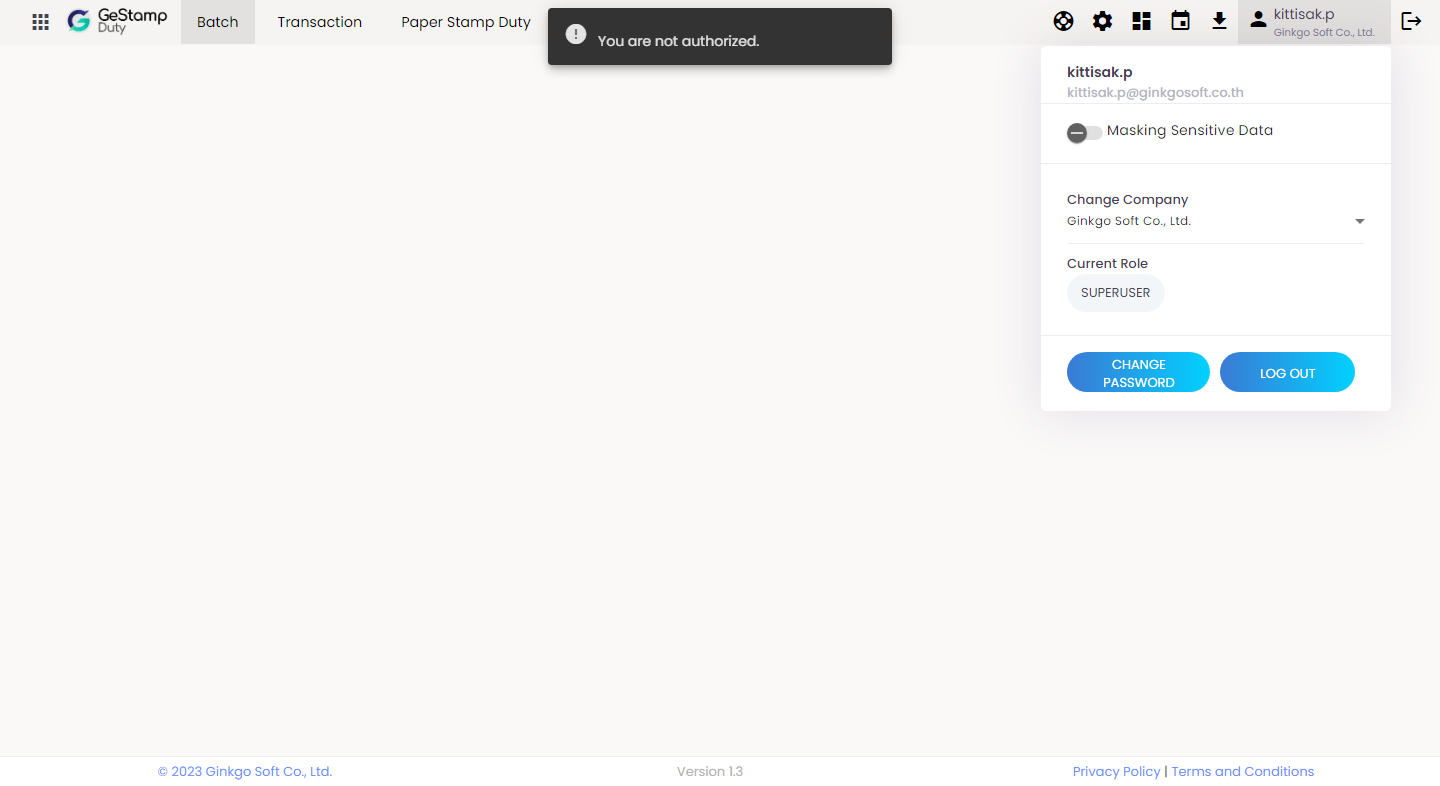 GeStamp
Duty
Batch
Transaction
Paper Stamp Duty
You are not authorized.
kittisak.p
Ginkgo Soft Co., Ltd.
kittisak.p
kittisak.p@ginkgosoft.co.th
Masking Sensitive Data
Change Company
Ginkgo Soft Co., Ltd.
Current Role
SUPERUSER
CHANGE
PASSWORD
LOG OUT
© 2023 Ginkgo Soft Co., Ltd.
Version 1.3
Privacy Policy | Terms and Conditions